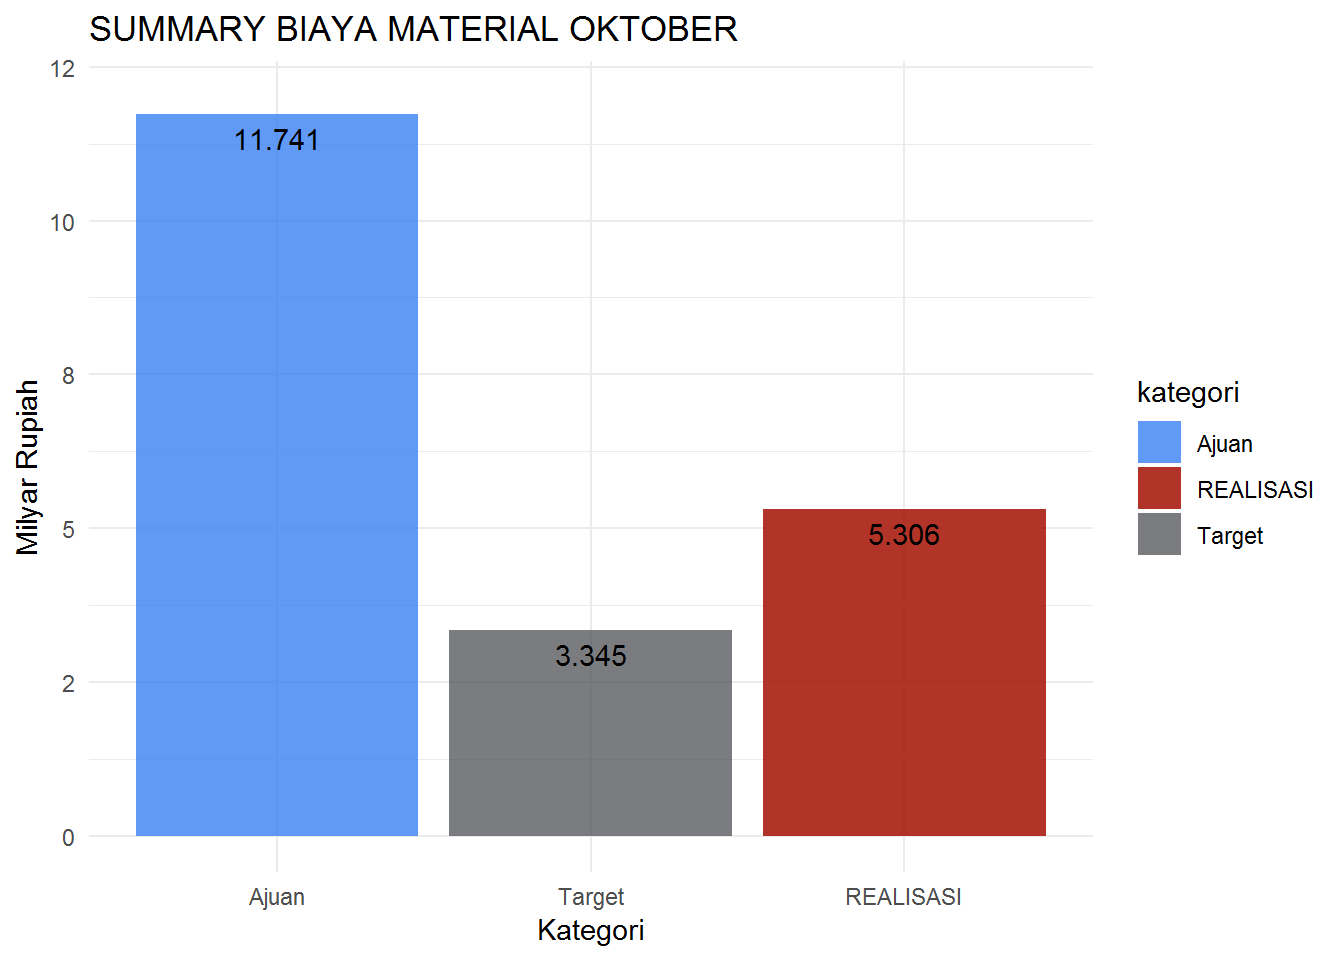 SUMMARY BIAYA MATERIAL OKTOBER
12
10
8
5
2
0
Milyar Rupiah
11.741
3.345
5.306
Ajuan
Target
REALISASI
Kategori
kategori
Ajuan
REALISASI
Target